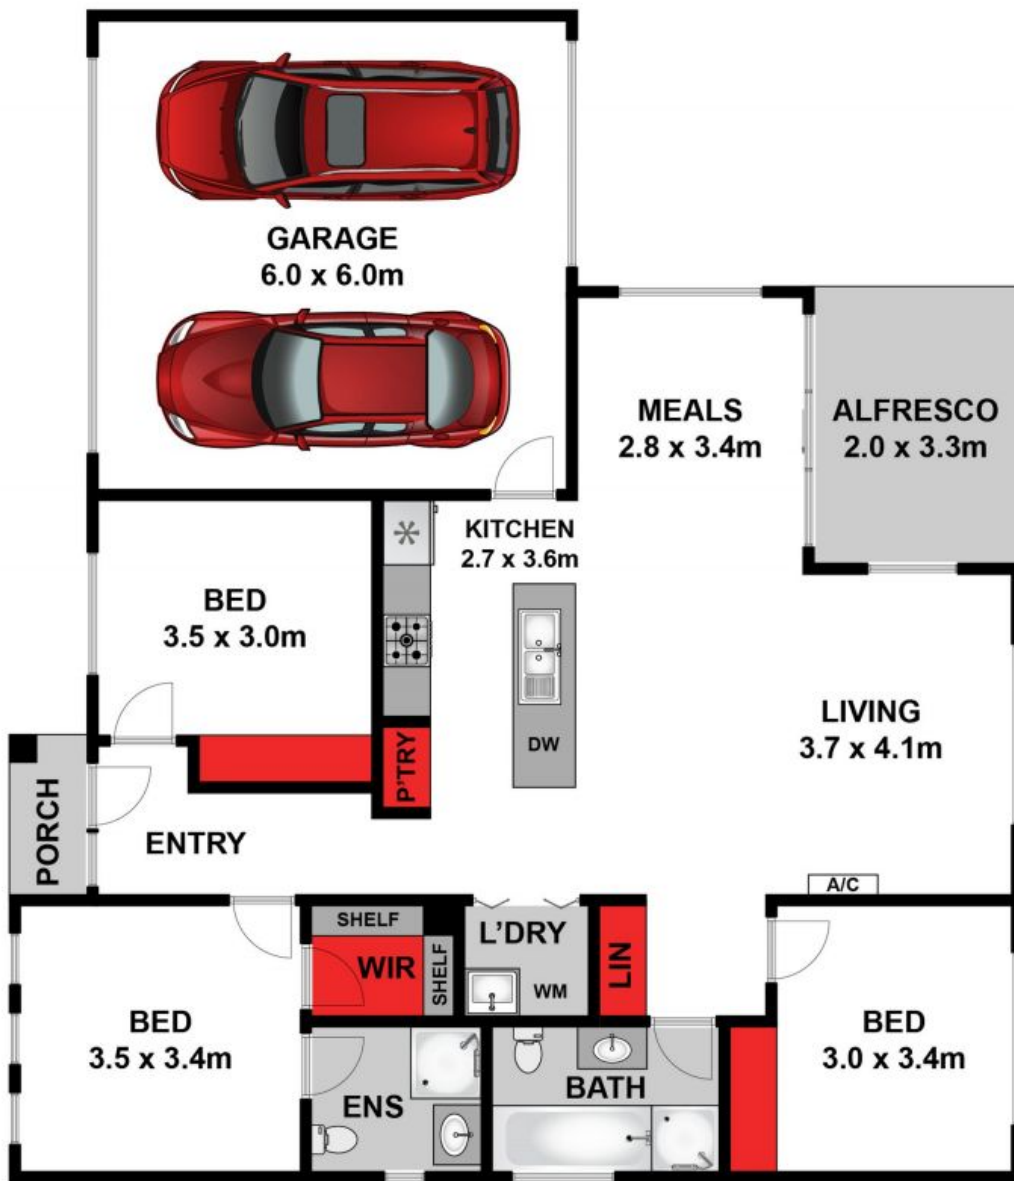 GARAGE
6.0 x 6.0m
MEALS
2.8 x 3.4m
ALFRESCO
2.0 x 3.3m
KITCHEN
2.7 x 3.6m
BED
3.5 x 3.0m
LIVING
3.7 x 4.1m
DW
P'TRY
PORCH
ENTRY
A/C
SHELF
WIR
SHELF
L'DRY
WM
LIN
BED
3.5 x 3.4m
BED
3.0 x 3.4m
ENS
BATH